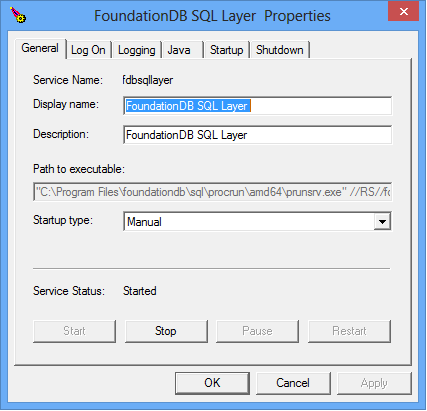 FoundationDB SQL Layer Properties
General Log On Logging Java Startup Shutdown
Service Name: fdbsqllayer
Display name: FoundationDB SQL Layer
Description: FoundationDB SQL Layer
Path to executable:
"C:\Program Files\foundationdb\sql\procrun\amd64\prunsrv.exe" //RS//fd
Startup type: Manual
Service Status: Started
Start Stop Pause Restart
OK Cancel Apply